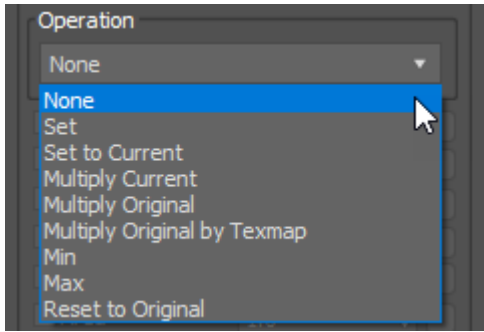 Operation
None
None
Set
Set to Current
Multiply Current
Multiply Original
Multiply Original by Texmap
Min
Max
Reset to Original